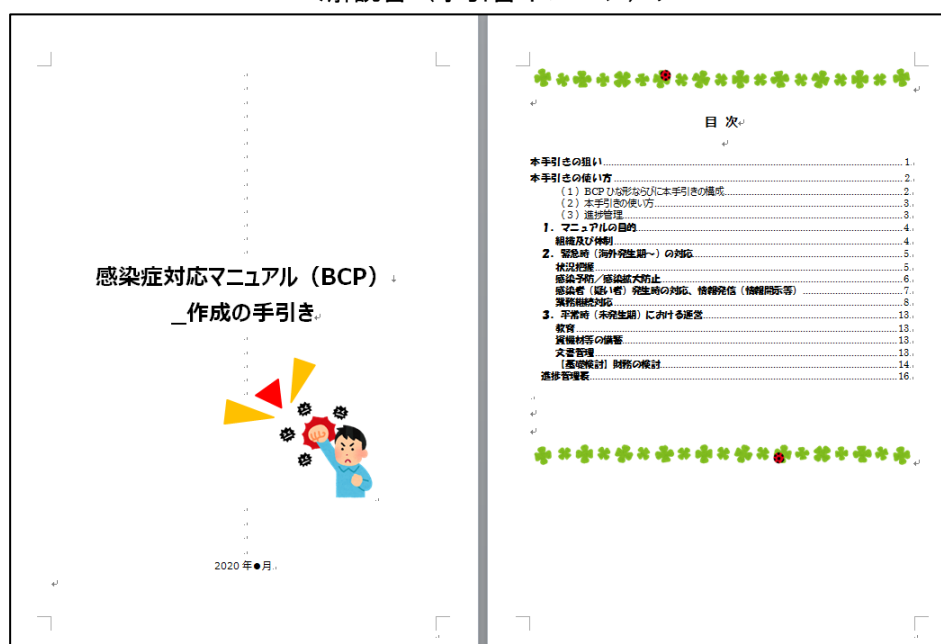 感染症対応マニュアル（BCP）
_作成の手引き
2020年●月
目 次
本手引きの狙い 1
本手引きの使い方 2
（1）BCPひな形ならびに本手引きの構成 2
（2）本手引きの使い方 3
（3）進捗管理 3
1．マニュアルの目的 4
組織及び体制 4
2．緊急時（海外発生期～）の対応 5
状況把握 5
感染予防／感染拡大防止 6
感染者（疑い者）発生時の対応、情報発信（情報開示等） 7
業務継続対応 8
3．平常時（未発生期）における運営 13
教育 13
資機材等の備蓄 13
文書管理 13
【基礎検討】財務の検討 14
進捗管理表 16